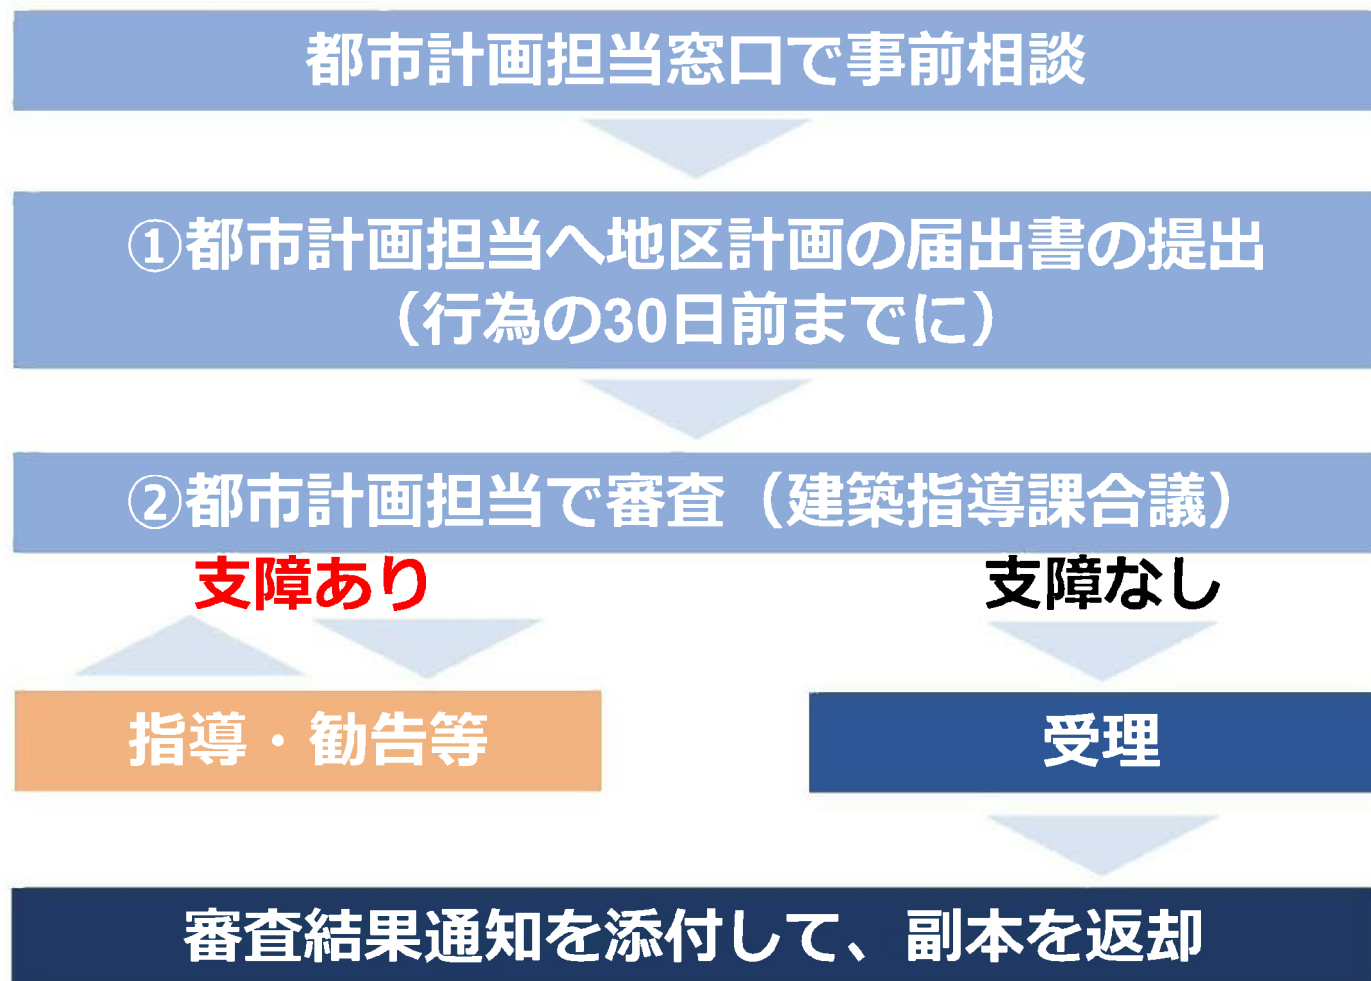 都市計画担当窓口で事前相談
①都市計画担当へ地区計画の届出書の提出
（行為の30日前までに）
②都市計画担当で審査（建築指導課合議）
支障あり
支障なし
指導・勧告等
受理
審査結果通知を添付して、副本を返却